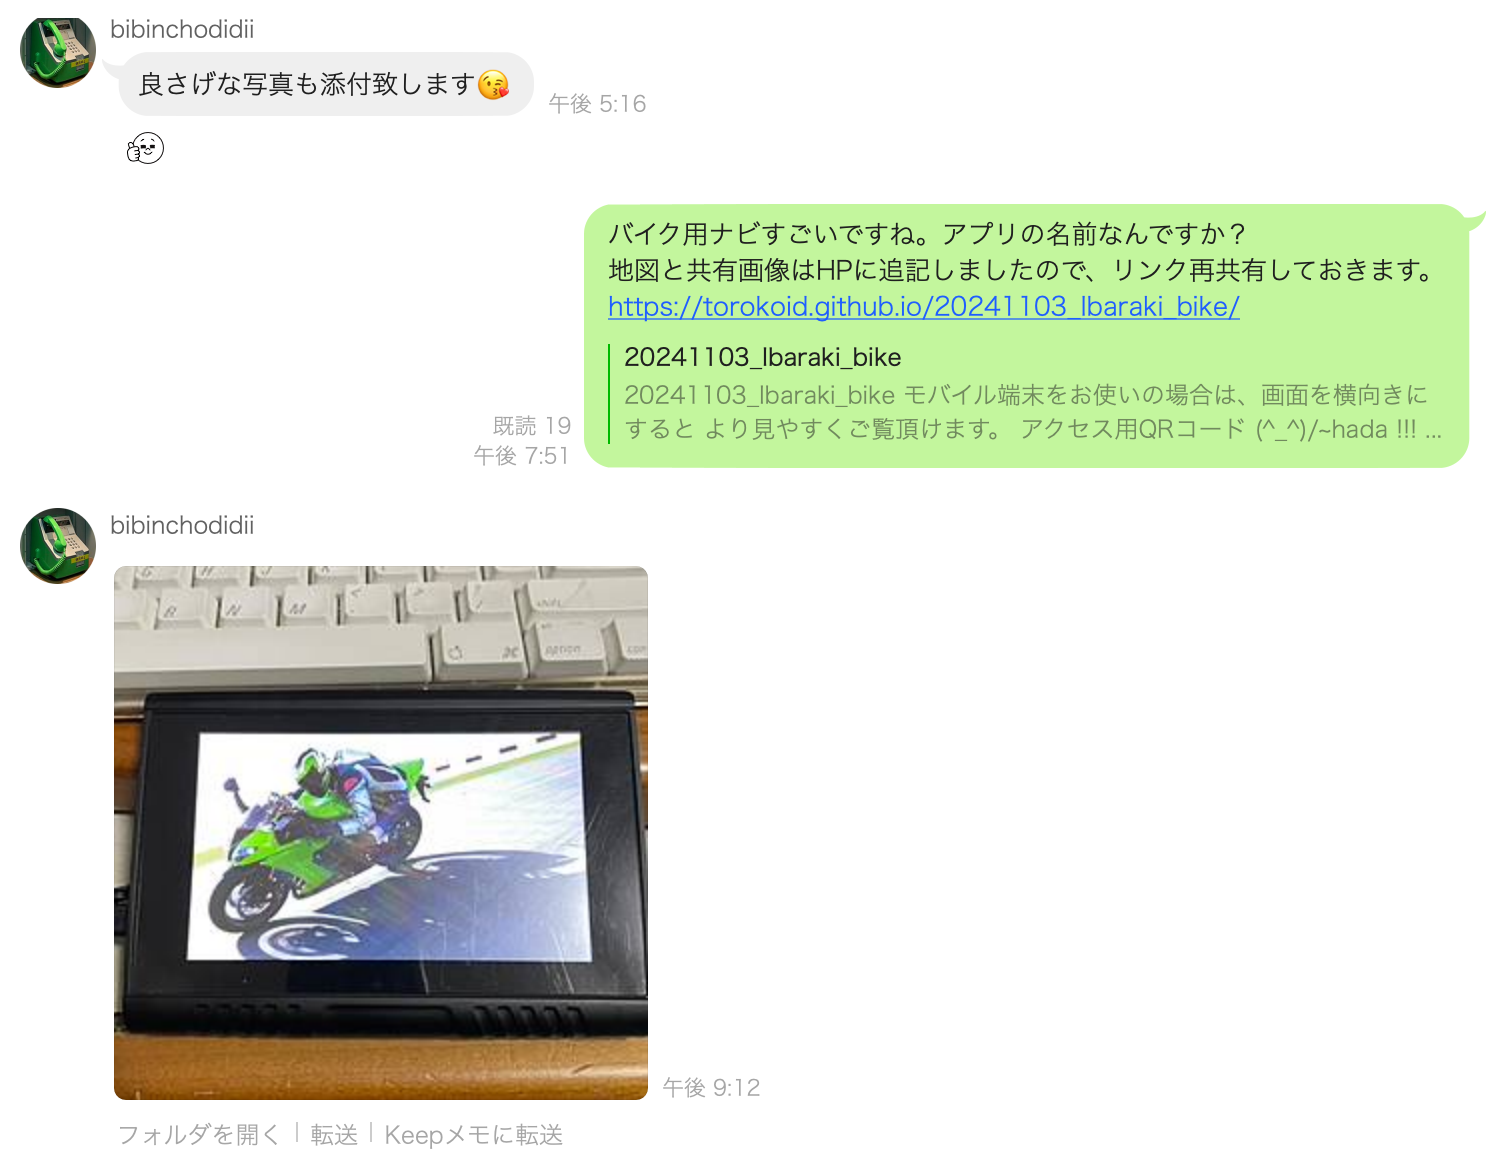 bibinchodidii
良さげな写真も添付致します😘
午後 5:16
バイク用ナビすごいですね。アプリの名前なんですか？
地図と共有画像はHPに追記しましたので、リンク再共有しておきます。
https://torokoid.github.io/20241103_Ibaraki_bike/
20241103_Ibaraki_bike
20241103_Ibaraki_bike モバイル端末をお使いの場合は、画面を横向きに
すると より見やすくご覧頂けます。 アクセス用QRコード (^_^)/~hada !!! ...
既読 19
午後 7:51
bibinchodidii
G H J K
B N M < > /
shift
⌘ option
午後 9:12
フォルダを開く | 転送 | Keepメモに転送